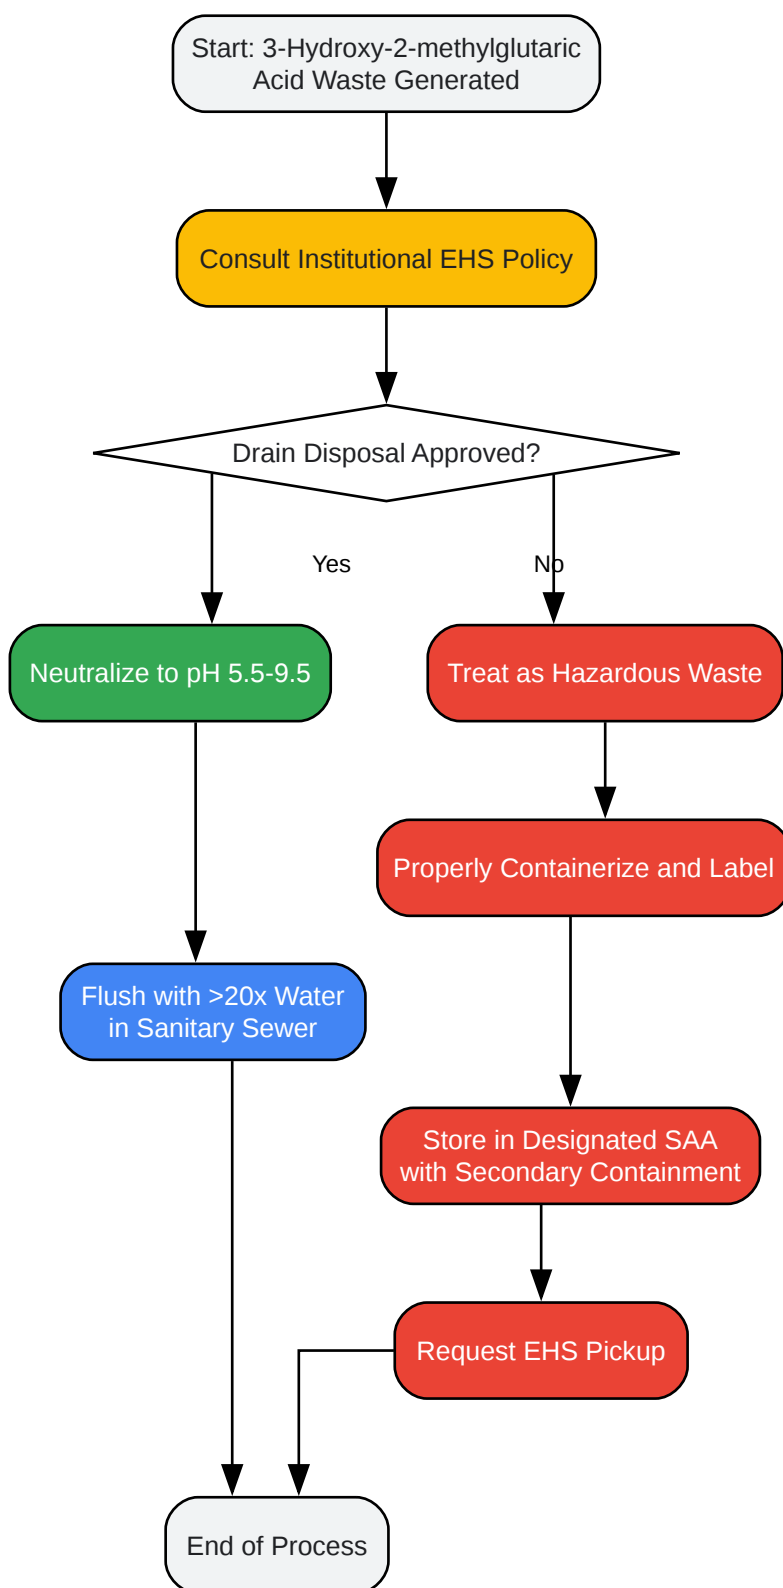 Start: 3-Hydroxy-2-methylglutaric
Acid Waste Generated
Consult Institutional EHS Policy
Drain Disposal Approved?
Yes
No
Neutralize to pH 5.5-9.5
Treat as Hazardous Waste
Properly Containerize and Label
Flush with >20x Water
in Sanitary Sewer
Store in Designated SAA
with Secondary Containment
Request EHS Pickup
End of Process